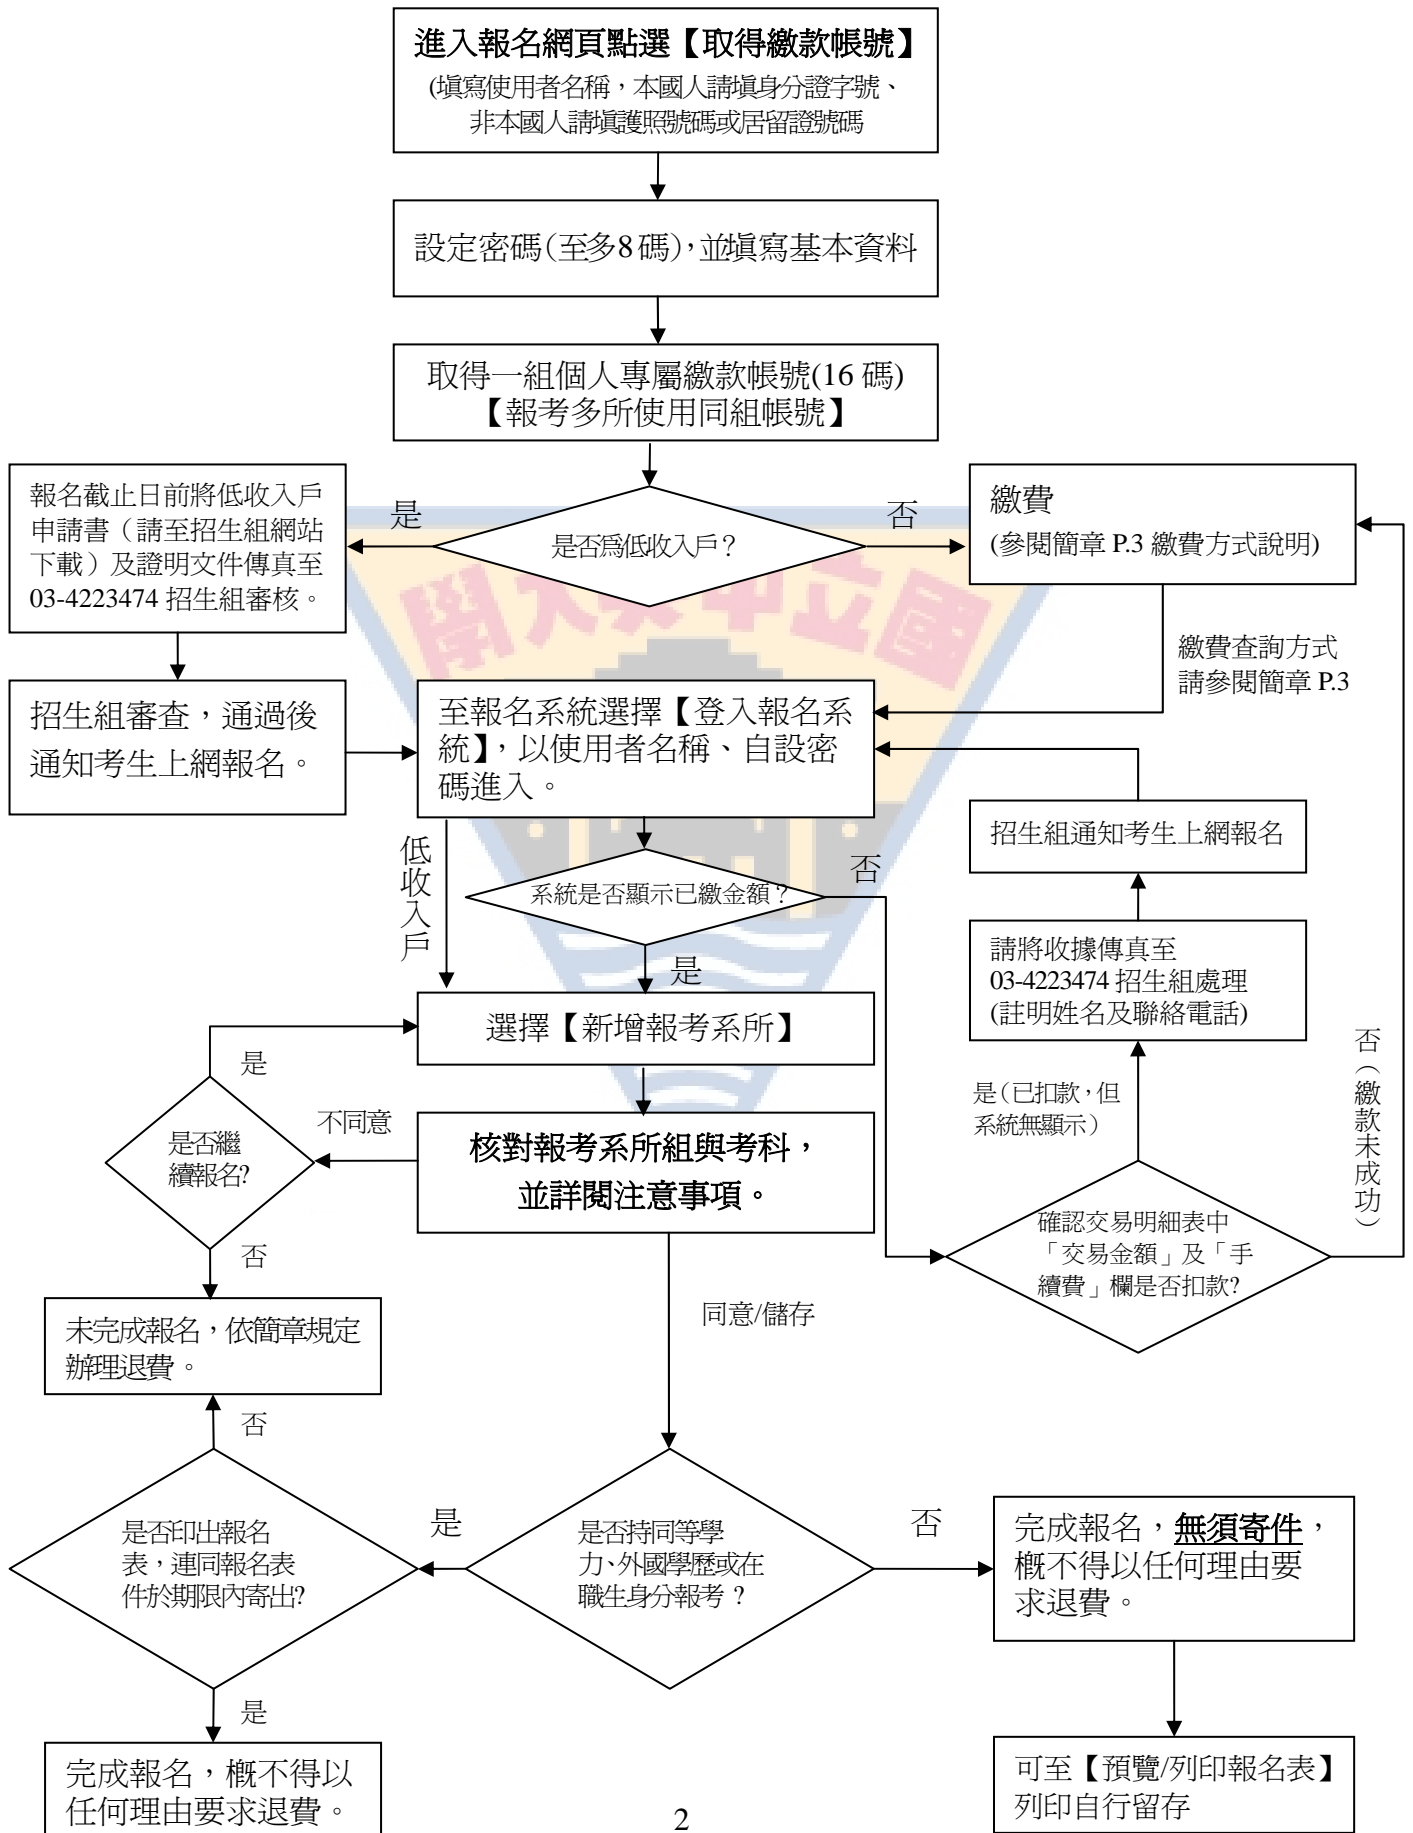 進入報名網頁點選【取得繳款帳號】
(填寫使用者名稱，本國人請填身分證字號、
非本國人請填護照號碼或居留證號碼
設定密碼(至多8碼)，並填寫基本資料
取得一組個人專屬繳款帳號(16 碼)
【報考多所使用同組帳號】
是否為低收入戶？
是
否
報名截止日前將低收入戶
申請書（請至招生組網站
下載）及證明文件傳真至
03-4223474 招生組審核。
繳費
(參閱簡章 P.3 繳費方式說明)
國立中央大學
繳費查詢方式
請參閱簡章 P.3
招生組審查，通過後
通知考生上網報名。
至報名系統選擇【登入報名系
統】，以使用者名稱、自設密
碼進入。
低收入戶
系統是否顯示已繳金額？
否
是
招生組通知考生上網報名
請將收據傳真至
03-4223474 招生組處理
(註明姓名及聯絡電話)
選擇【新增報考系所】
是
是否繼
續報名?
不同意
核對報考系所組與考科，
並詳閱注意事項。
是（已扣款，但
系統無顯示）
否（繳款未成功）
確認交易明細表中
「交易金額」及「手
續費」欄是否扣款?
否
未完成報名，依簡章規定
辦理退費。
同意/儲存
否
是否印出報名
表，連同報名表
件於期限內寄出?
是
是否持同等學
力、外國學歷或在
職生身分報考？
否
完成報名，無須寄件，
概不得以任何理由要
求退費。
是
完成報名，概不得以
任何理由要求退費。
可至【預覽/列印報名表】
列印自行留存
2